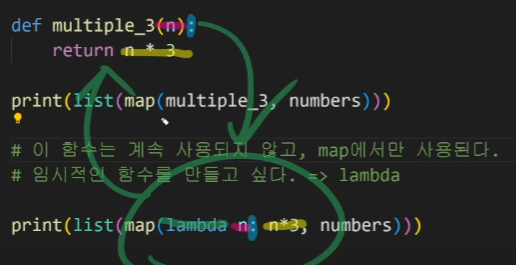 def multiple_3(n):
return n * 3
print(list(map(multiple_3, numbers)))
# 이 함수는 계속 사용되지 않고, map에서만 사용된다.
# 임시적인 함수를 만들고 싶다. => lambda
print(list(map(lambda n: n*3, numbers)))